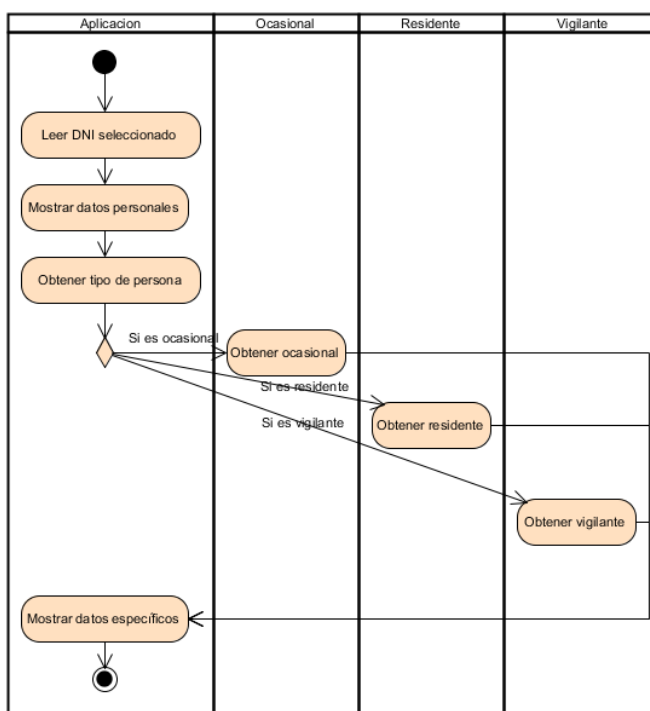 Aplicacion
Ocasional
Residente
Vigilante
Leer DNI seleccionado
Mostrar datos personales
Obtener tipo de persona
Si es ocasional
Obtener ocasional
Si es residente
Obtener residente
Si es vigilante
Obtener vigilante
Mostrar datos específicos